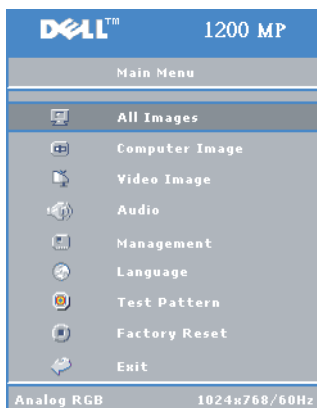 DELL™ 1200 MP
Main Menu
All Images
Computer Image
Video Image
Audio
Management
Language
Test Pattern
Factory Reset
Exit
Analog RGB 1024x768/60Hz